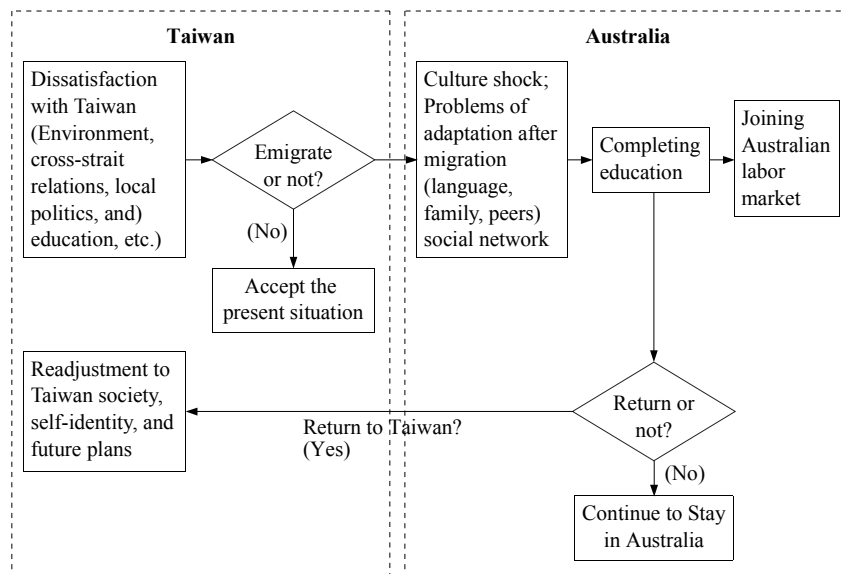 Taiwan
Australia
Dissatisfaction
with Taiwan
(Environment,
cross-strait
relations, local
politics, and)
education, etc.)
Emigrate
or not?
(No)
Accept the
present situation
Culture shock;
Problems of
adaptation after
migration
(language,
family, peers)
social network
Completing
education
Joining
Australian
labor
market
Return or
not?
(No)
Continue to Stay
in Australia
Return to Taiwan?
(Yes)
Readjustment to
Taiwan society,
self-identity, and
future plans